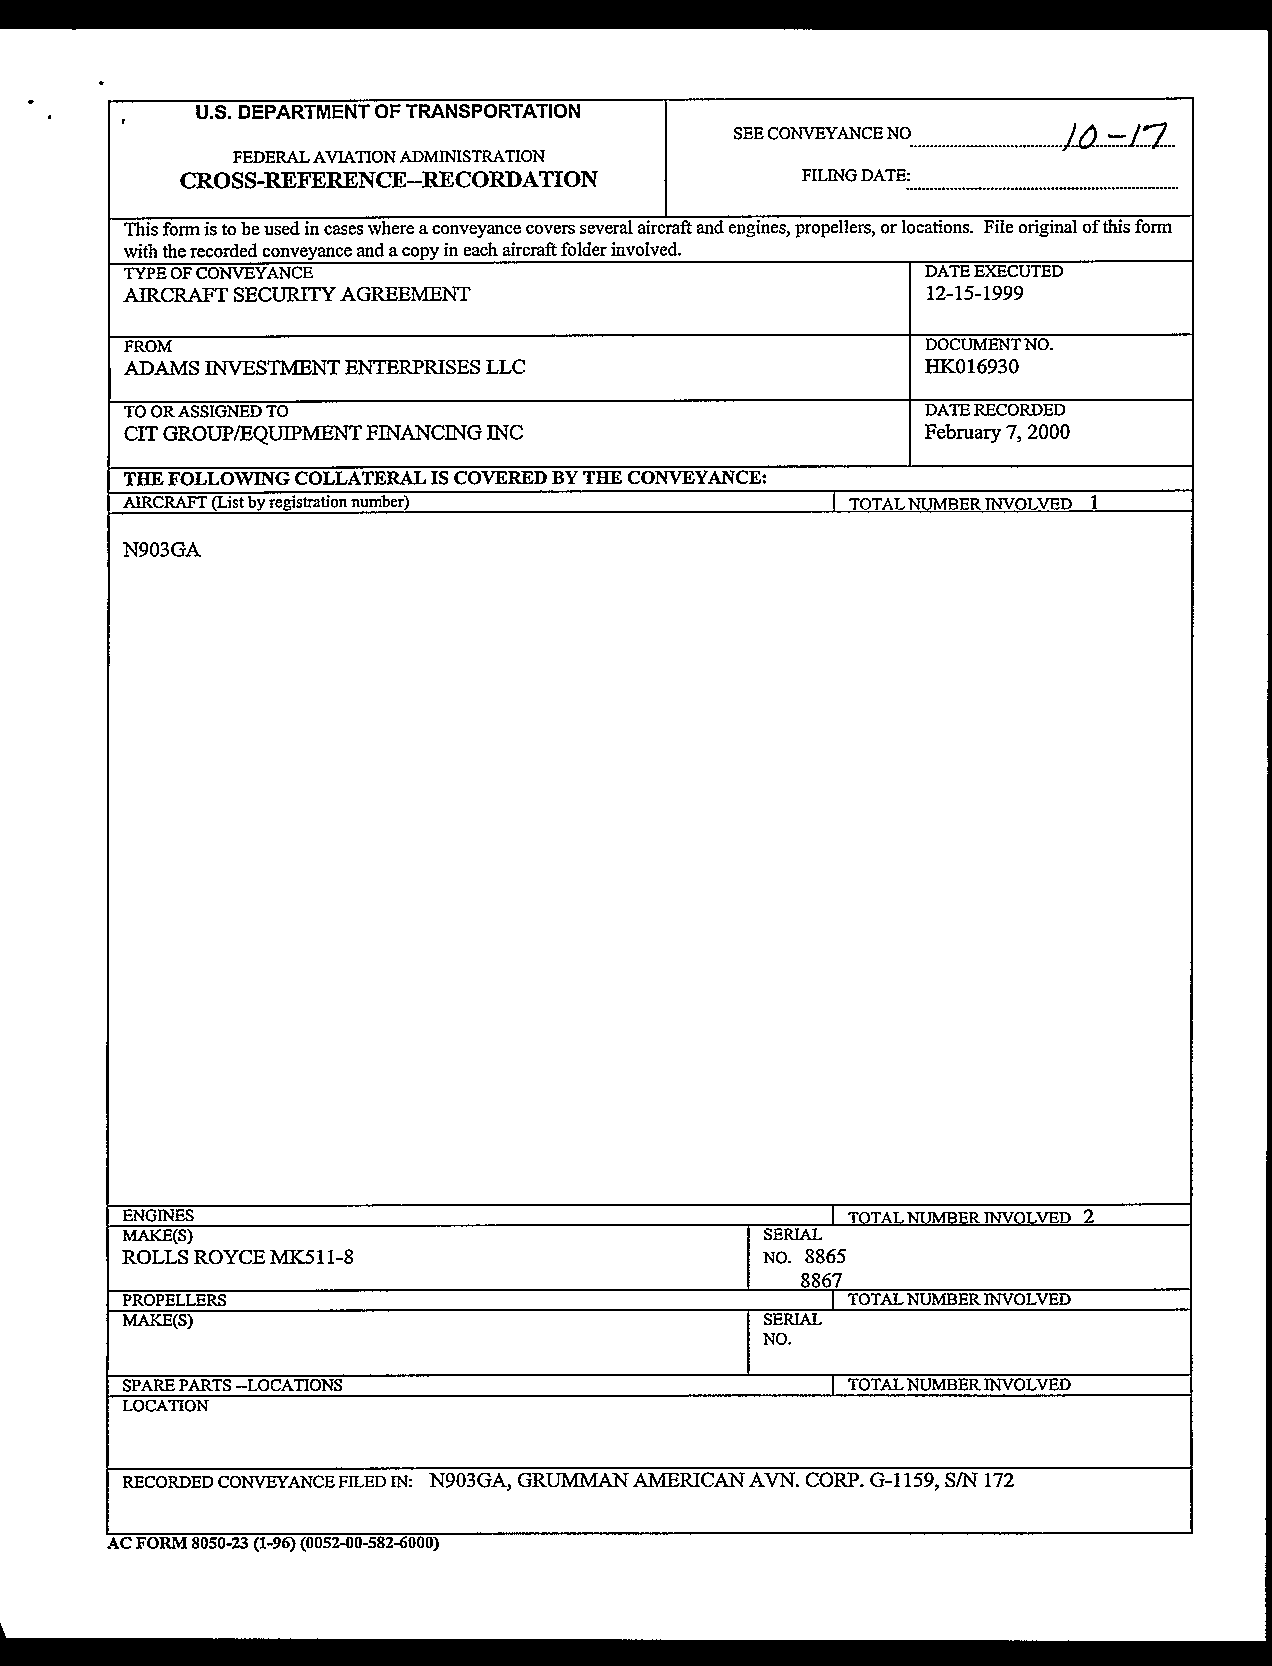 U.S. DEPARTMENT OF TRANSPORTATION
FEDERAL AVIATION ADMINISTRATION
CROSS-REFERENCE--RECORDATION
SEE CONVEYANCE NO 10-17
FILING DATE:
This form is to be used in cases where a conveyance covers several aircraft and engines, propellers, or locations. File original of this form
with the recorded conveyance and a copy in each aircraft folder involved.
TYPE OF CONVEYANCE
AIRCRAFT SECURITY AGREEMENT
DATE EXECUTED
12-15-1999
FROM
ADAMS INVESTMENT ENTERPRISES LLC
DOCUMENT NO.
HK016930
TO OR ASSIGNED TO
CIT GROUP/EQUIPMENT FINANCING INC
DATE RECORDED
February 7, 2000
THE FOLLOWING COLLATERAL IS COVERED BY THE CONVEYANCE:
AIRCRAFT (List by registration number)
TOTAL NUMBER INVOLVED 1
N903GA
ENGINES
TOTAL NUMBER INVOLVED 2
MAKE(S)
ROLLS ROYCE MK511-8
SERIAL
NO. 8865
8867
PROPELLERS
TOTAL NUMBER INVOLVED
MAKE(S)
SERIAL
NO.
SPARE PARTS --LOCATIONS
TOTAL NUMBER INVOLVED
LOCATION
RECORDED CONVEYANCE FILED IN: N903GA, GRUMMAN AMERICAN AVN. CORP. G-1159, S/N 172
AC FORM 8050-23 (1-96) (0052-00-582-6000)